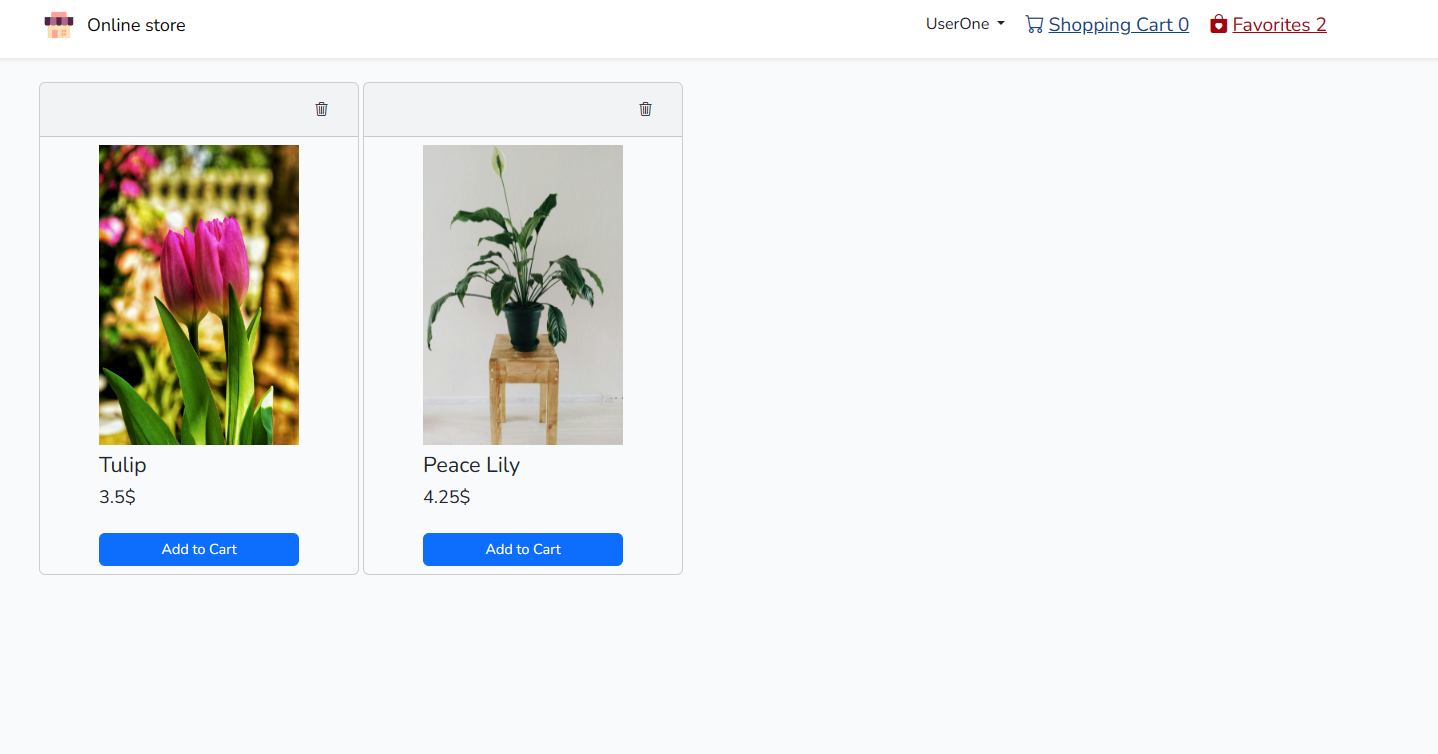 Online store
UserOne
Shopping Cart 0
Favorites 2
Tulip
3.5$
Add to Cart
Peace Lily
4.25$
Add to Cart